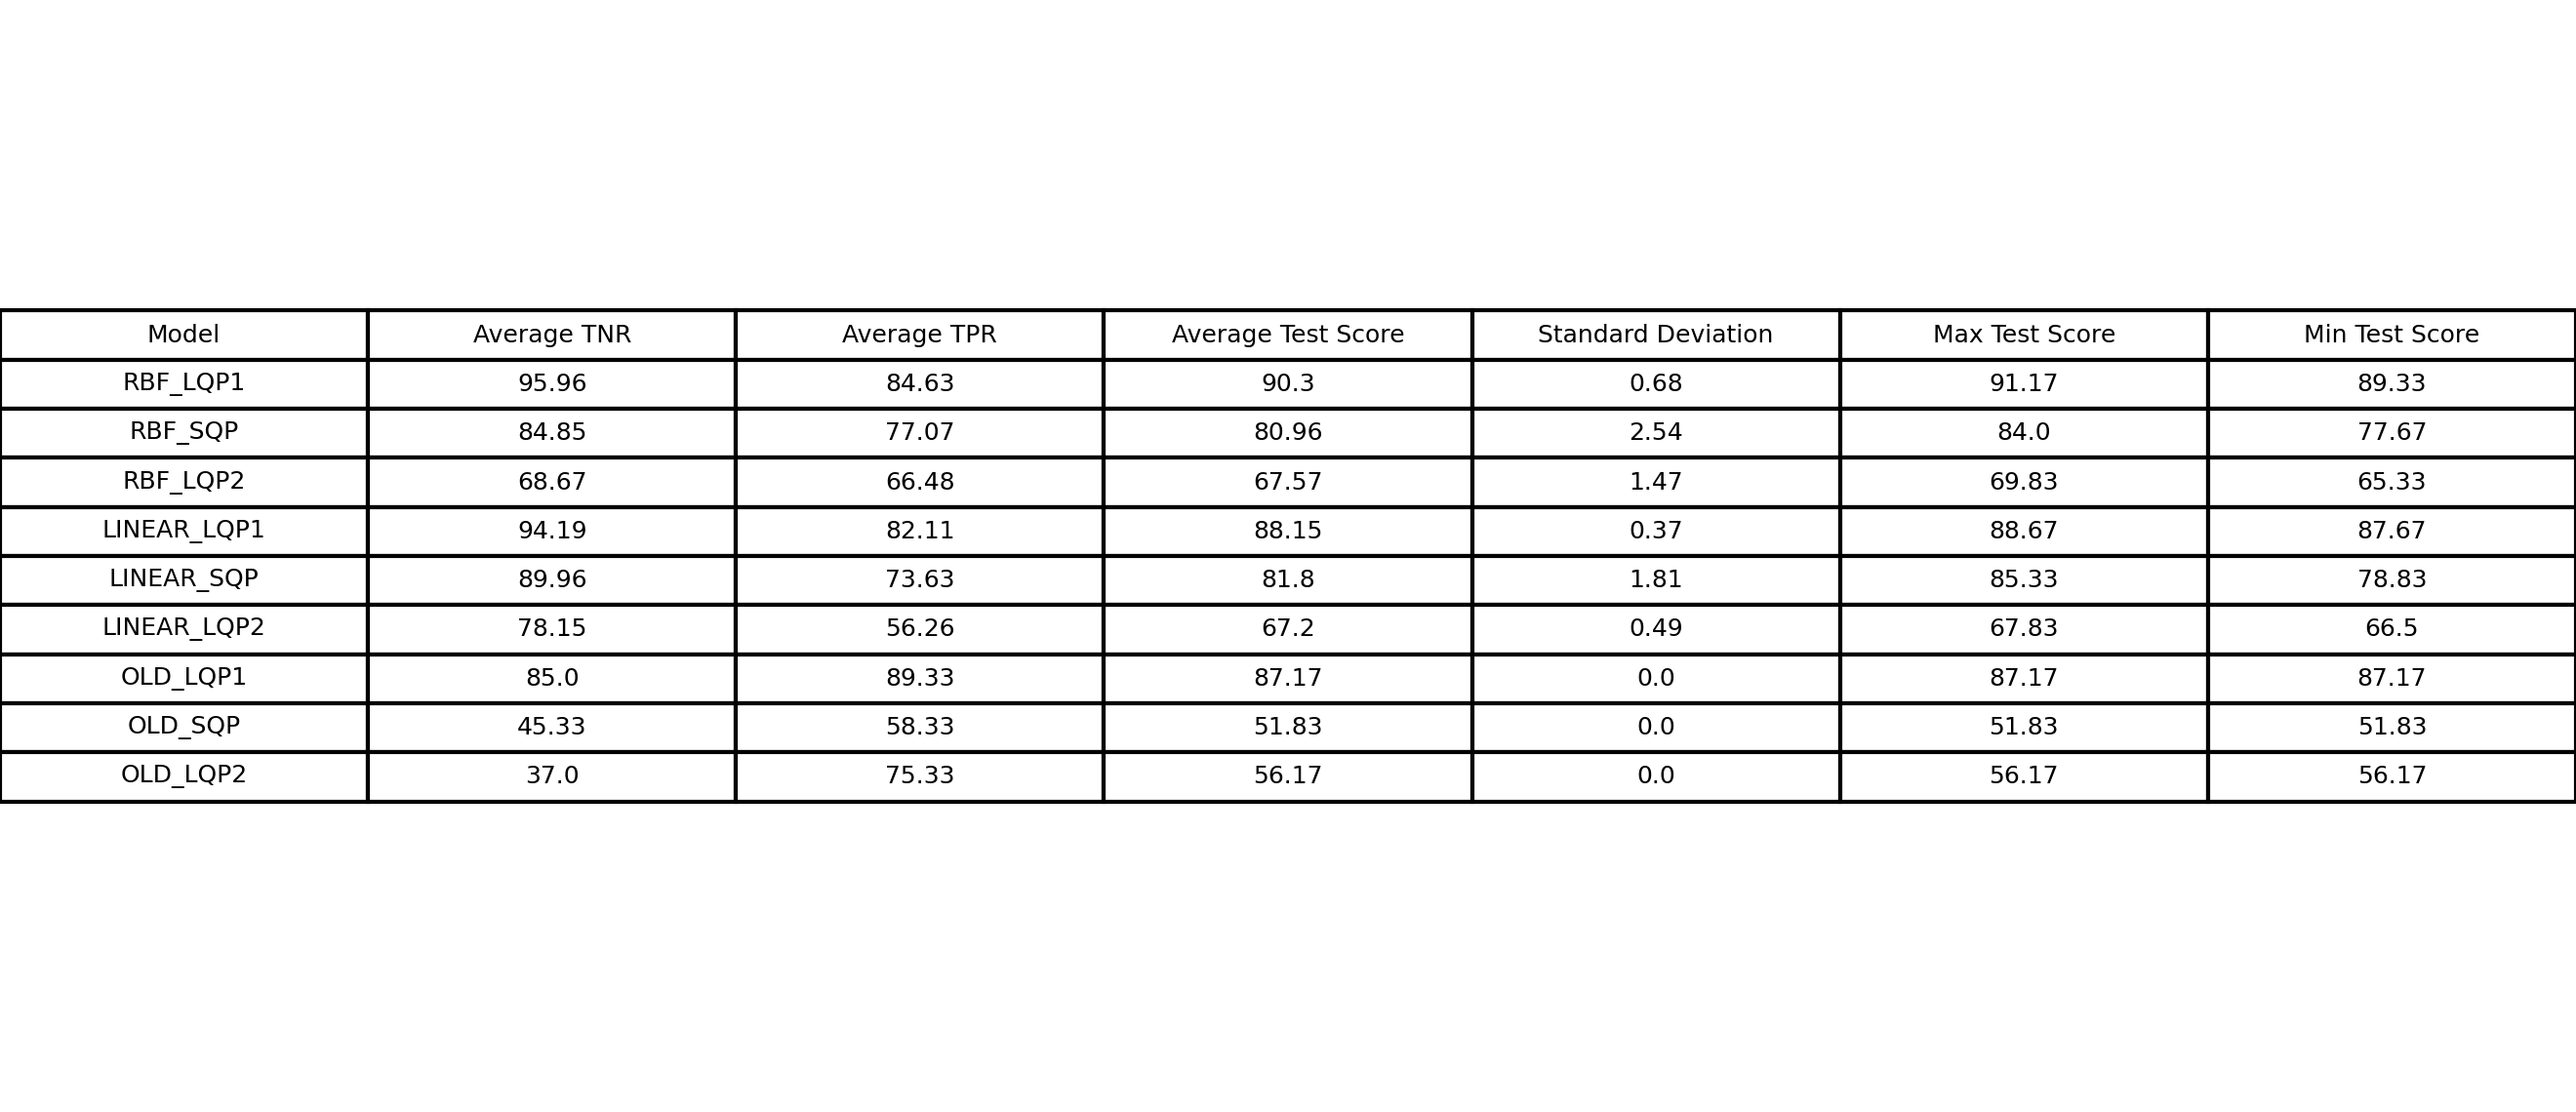 Model Average TNR Average TPR Average Test Score Standard Deviation Max Test Score Min Test Score
RBF_LQP1 95.96 84.63 90.3 0.68 91.17 89.33
RBF_SQP 84.85 77.07 80.96 2.54 84.0 77.67
RBF_LQP2 68.67 66.48 67.57 1.47 69.83 65.33
LINEAR_LQP1 94.19 82.11 88.15 0.37 88.67 87.67
LINEAR_SQP 89.96 73.63 81.8 1.81 85.33 78.83
LINEAR_LQP2 78.15 56.26 67.2 0.49 67.83 66.5
OLD_LQP1 85.0 89.33 87.17 0.0 87.17 87.17
OLD_SQP 45.33 58.33 51.83 0.0 51.83 51.83
OLD_LQP2 37.0 75.33 56.17 0.0 56.17 56.17